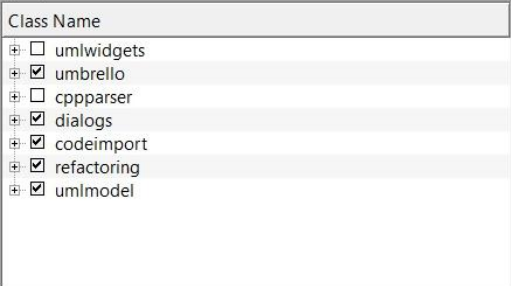 Class Name
umlwidgets
umbrello
cppparser
dialogs
codeimport
refactoring
umlmodel